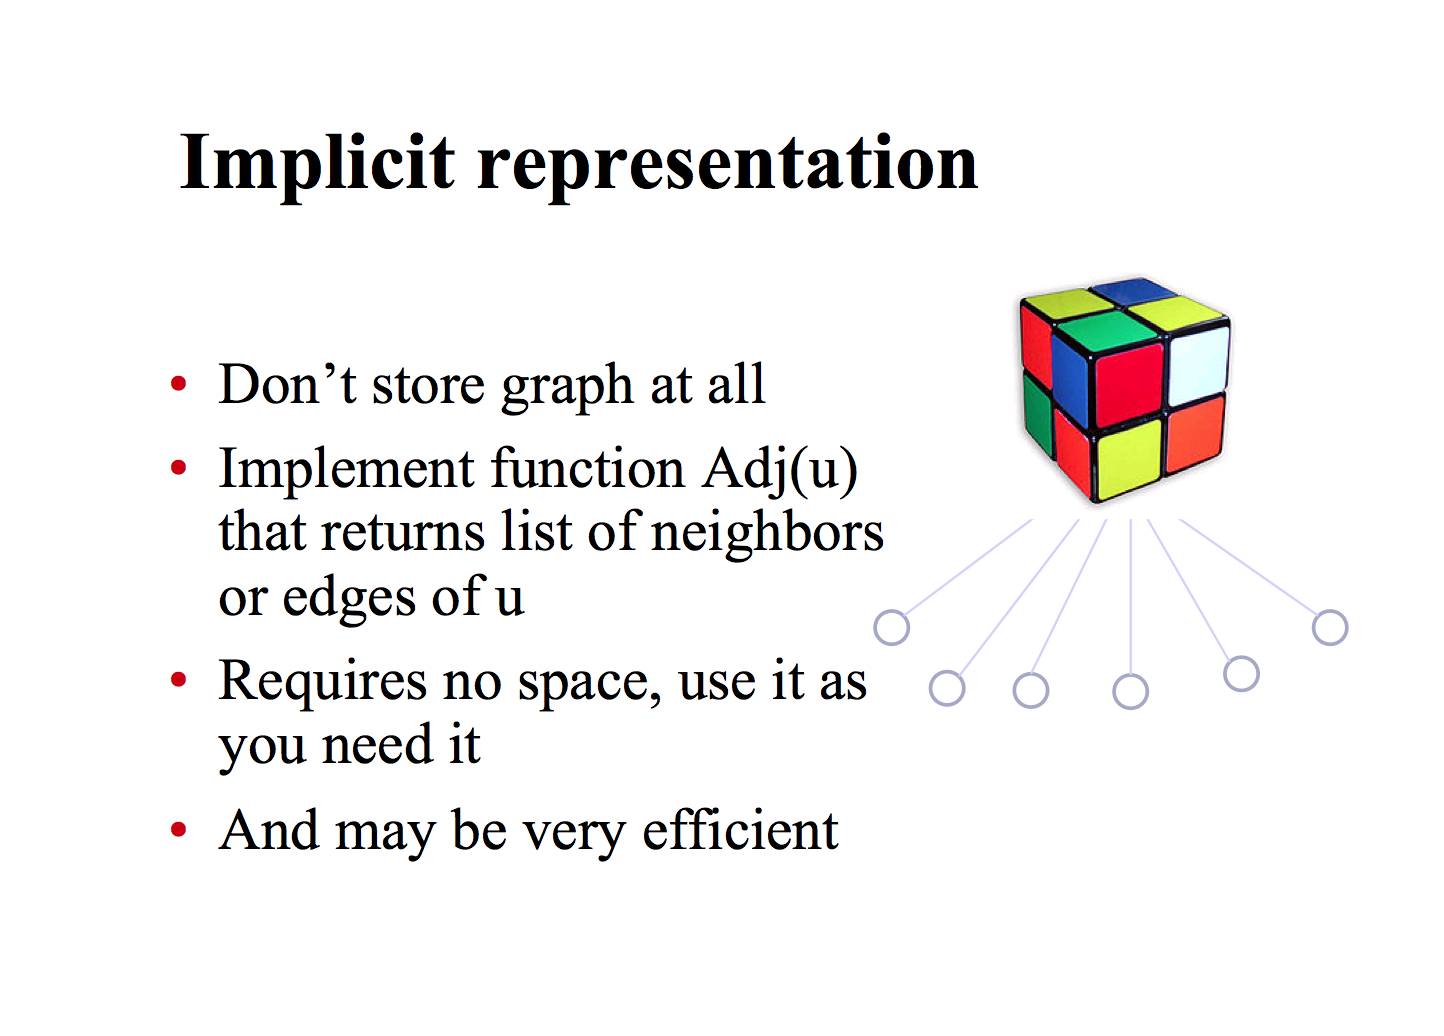 Implicit representation
• Don’t store graph at all
• Implement function Adj(u)
that returns list of neighbors
or edges of u
• Requires no space, use it as
you need it
• And may be very efficient